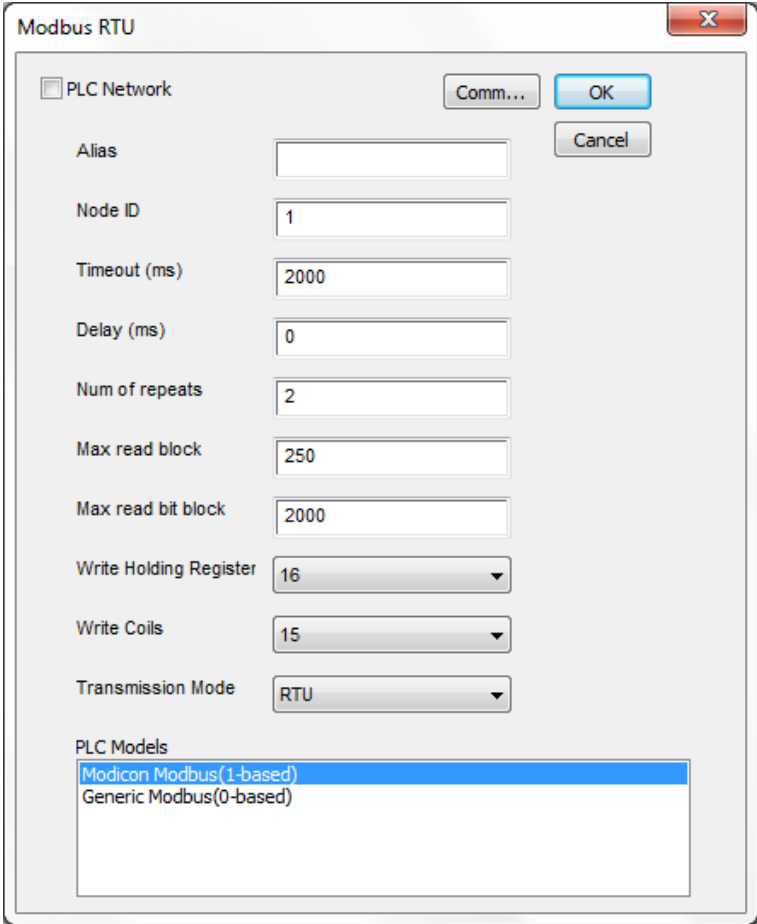 Modbus RTU
PLC Network
Comm...
OK
Cancel
Alias
Node ID
1
Timeout (ms)
2000
Delay (ms)
0
Num of repeats
2
Max read block
250
Max read bit block
2000
Write Holding Register
16
Write Coils
15
Transmission Mode
RTU
PLC Models
Modicon Modbus(1-based)
Generic Modbus(0-based)